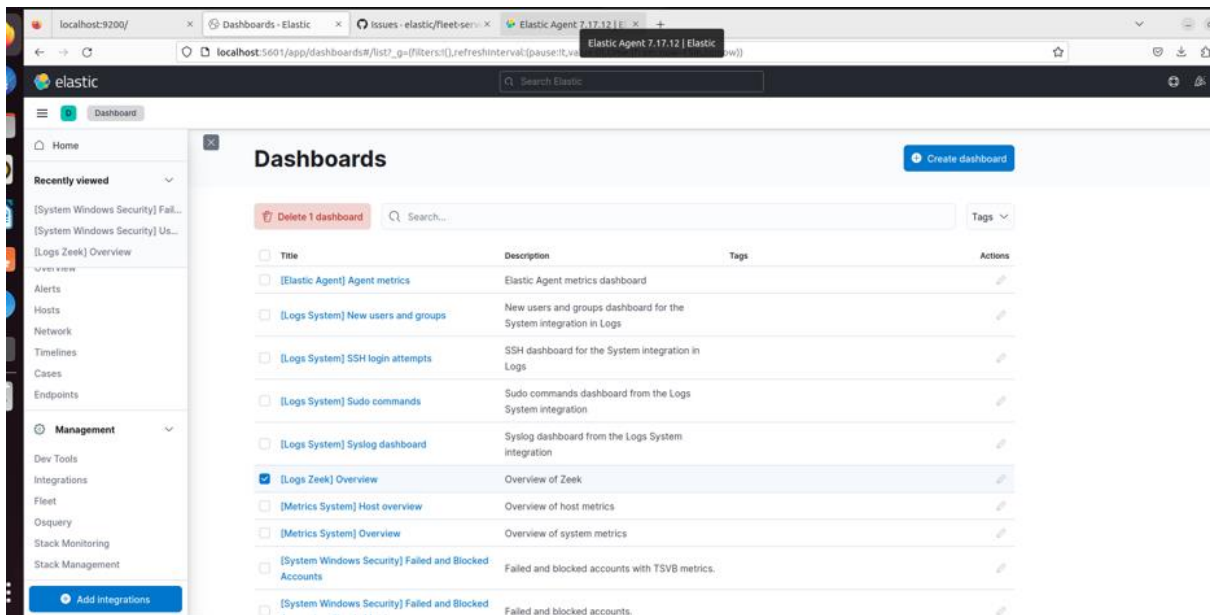 localhost:9200/
Dashboards - Elastic
Issues · elastic/fleet-serv
Elastic Agent 7.17.12 | El
Elastic Agent 7.17.12 | Elastic
localhost:5601/app/dashboards#/list?_g=(filters:!(),refreshInterval:(pause:!t,va
ow))
elastic
Search Elastic
D
Dashboard
Home
Recently viewed
[System Windows Security] Fail...
[System Windows Security] Us...
[Logs Zeek] Overview
Overview
Alerts
Hosts
Network
Timelines
Cases
Endpoints
Management
Dev Tools
Integrations
Fleet
Osquery
Stack Monitoring
Stack Management
Add integrations
Dashboards
Create dashboard
Delete 1 dashboard
Search...
Tags
Title Description Tags Actions
[Elastic Agent] Agent metrics Elastic Agent metrics dashboard
[Logs System] New users and groups New users and groups dashboard for the
System integration in Logs
[Logs System] SSH login attempts SSH dashboard for the System integration in
Logs
[Logs System] Sudo commands Sudo commands dashboard from the Logs
System integration
[Logs System] Syslog dashboard Syslog dashboard from the Logs System
integration
[Logs Zeek] Overview Overview of Zeek
[Metrics System] Host overview Overview of host metrics
[Metrics System] Overview Overview of system metrics
[System Windows Security] Failed and Blocked
Accounts Failed and blocked accounts with TSVB metrics.
[System Windows Security] Failed and Blocked
Failed and blocked accounts.